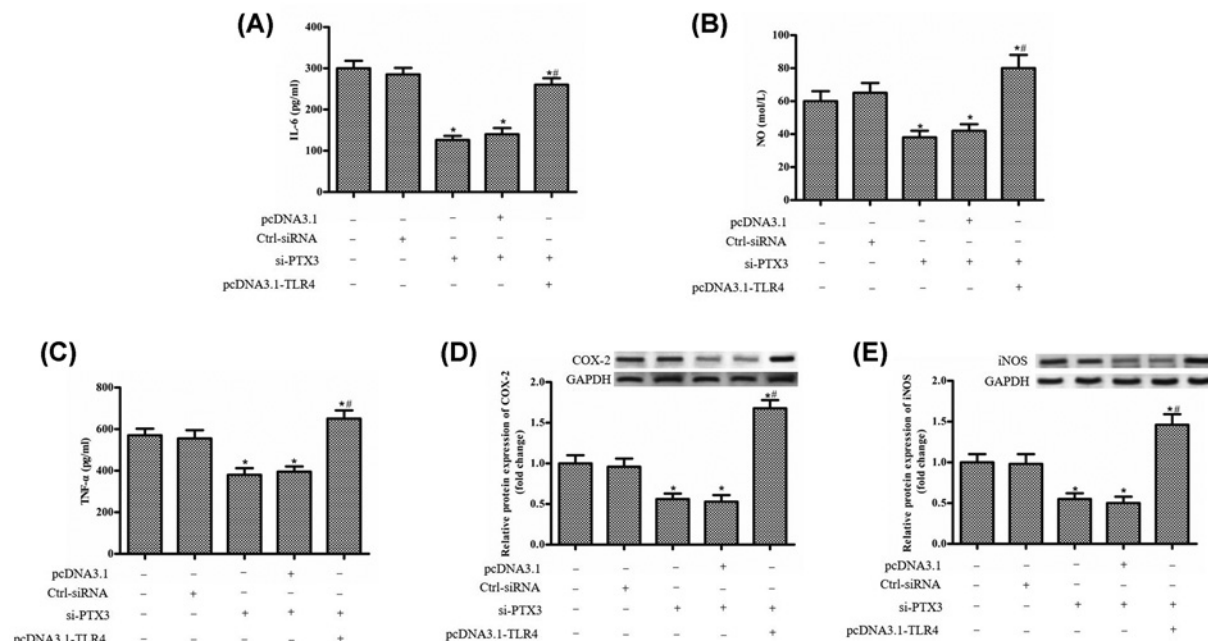 (A)
IL-6 (pg/ml)
400
300
200
100
0
pcDNA3.1 – – – + –
Ctrl-siRNA – + – – –
si-PTX3 – – + + +
pcDNA3.1-TLR4 – – – – +
* * *#
(B)
NO (mol/L)
100
80
60
40
20
0
pcDNA3.1 – – – + –
Ctrl-siRNA – + – – –
si-PTX3 – – + + +
pcDNA3.1-TLR4 – – – – +
* * *#
(C)
TNF-α (pg/ml)
800
600
400
200
0
pcDNA3.1 – – – + –
Ctrl-siRNA – + – – –
si-PTX3 – – + + +
pcDNA3.1-TLR4 – – – – +
* * *#
(D)
COX-2
GAPDH
Relative protein expression of COX-2
(fold change)
2.0
1.5
1.0
0.5
0.0
pcDNA3.1 – – – + –
Ctrl-siRNA – + – – –
si-PTX3 – – + + +
pcDNA3.1-TLR4 – – – – +
* * *#
(E)
iNOS
GAPDH
Relative protein expression of iNOS
(fold change)
2.0
1.5
1.0
0.5
0.0
pcDNA3.1 – – – + –
Ctrl-siRNA – + – – –
si-PTX3 – – + + +
pcDNA3.1-TLR4 – – – – +
* * *#